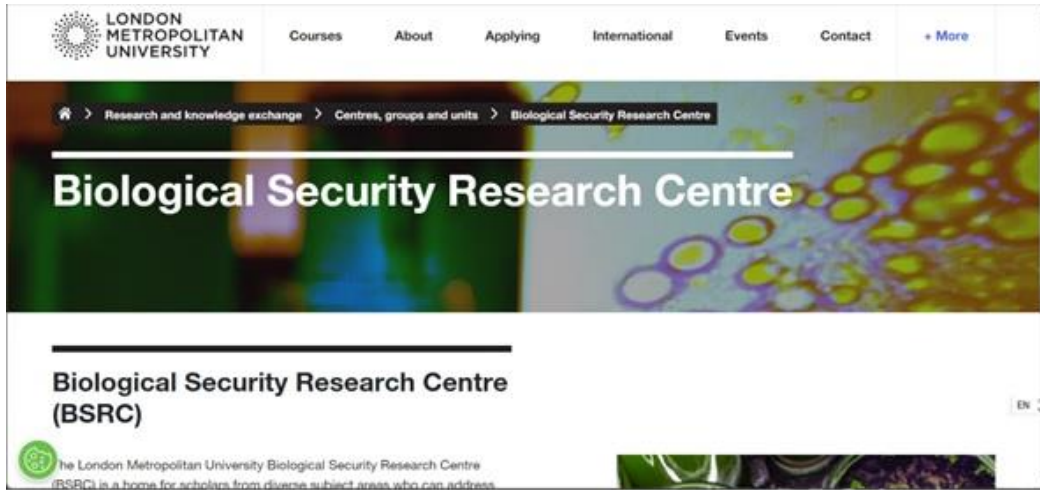 LONDON
METROPOLITAN
UNIVERSITY
Courses About Applying International Events Contact + More
Research and knowledge exchange > Centres, groups and units > Biological Security Research Centre
Biological Security Research Centre
Biological Security Research Centre
(BSRC)
EN
The London Metropolitan University Biological Security Research Centre
(BSRC) is a home for scholars from diverse subject areas who can address